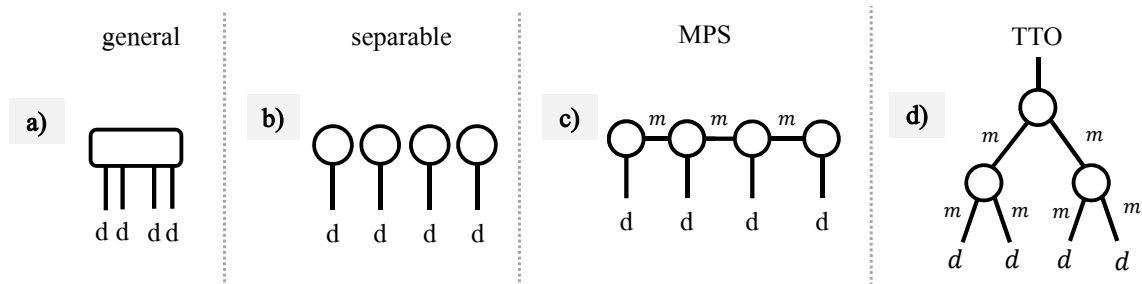 general
separable
MPS
TTO
a)
b)
c)
d)
m m m
m m
m m m m
d d d d
d d d d
d d d d
d d d d